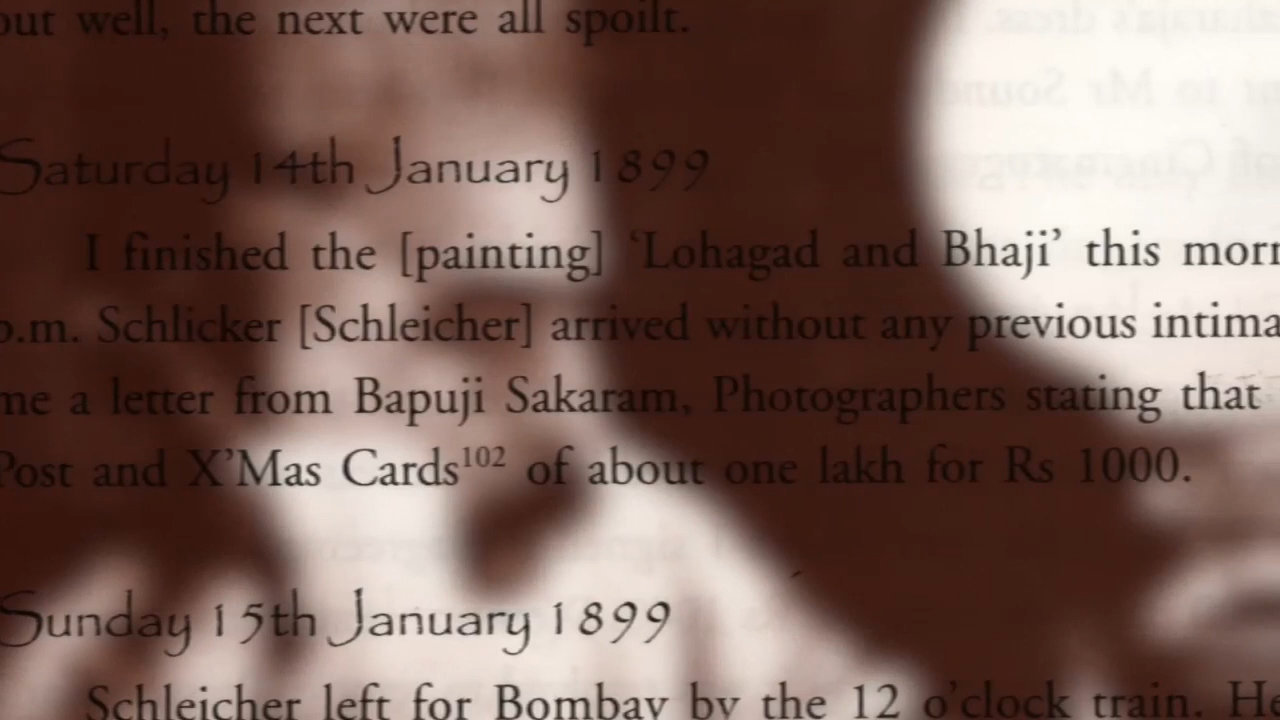 out well, the next were all spoilt.
Saturday 14th January 1899
I finished the [painting] ‘Lohagad and Bhaji’ this morn
p.m. Schlicker [Schleicher] arrived without any previous intima
me a letter from Bapuji Sakaram, Photographers stating that
Post and X’Mas Cards102 of about one lakh for Rs 1000.
Sunday 15th January 1899
Schleicher left for Bombay by the 12 o’clock train. He